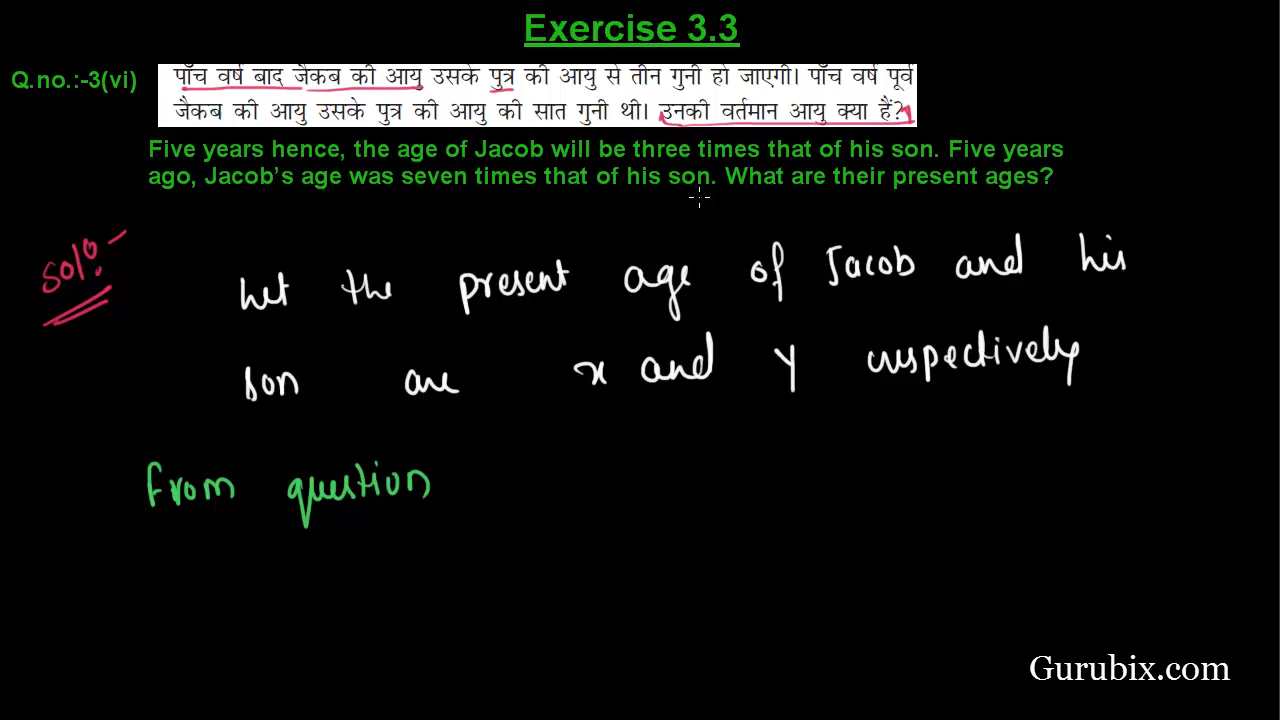 Exercise 3.3
Q.no.:-3(vi)
पाँच वर्ष बाद जैकब की आयु उसके पुत्र की आयु से तीन गुनी हो जाएगी। पाँच वर्ष पूर्व
जैकब की आयु उसके पुत्र की आयु की सात गुनी थी। उनकी वर्तमान आयु क्या हैं?
Five years hence, the age of Jacob will be three times that of his son. Five years
ago, Jacob's age was seven times that of his son. What are their present ages?
Sol:-
Let the present age of Jacob and his
son are x and y respectively
From question
Gurubix.com